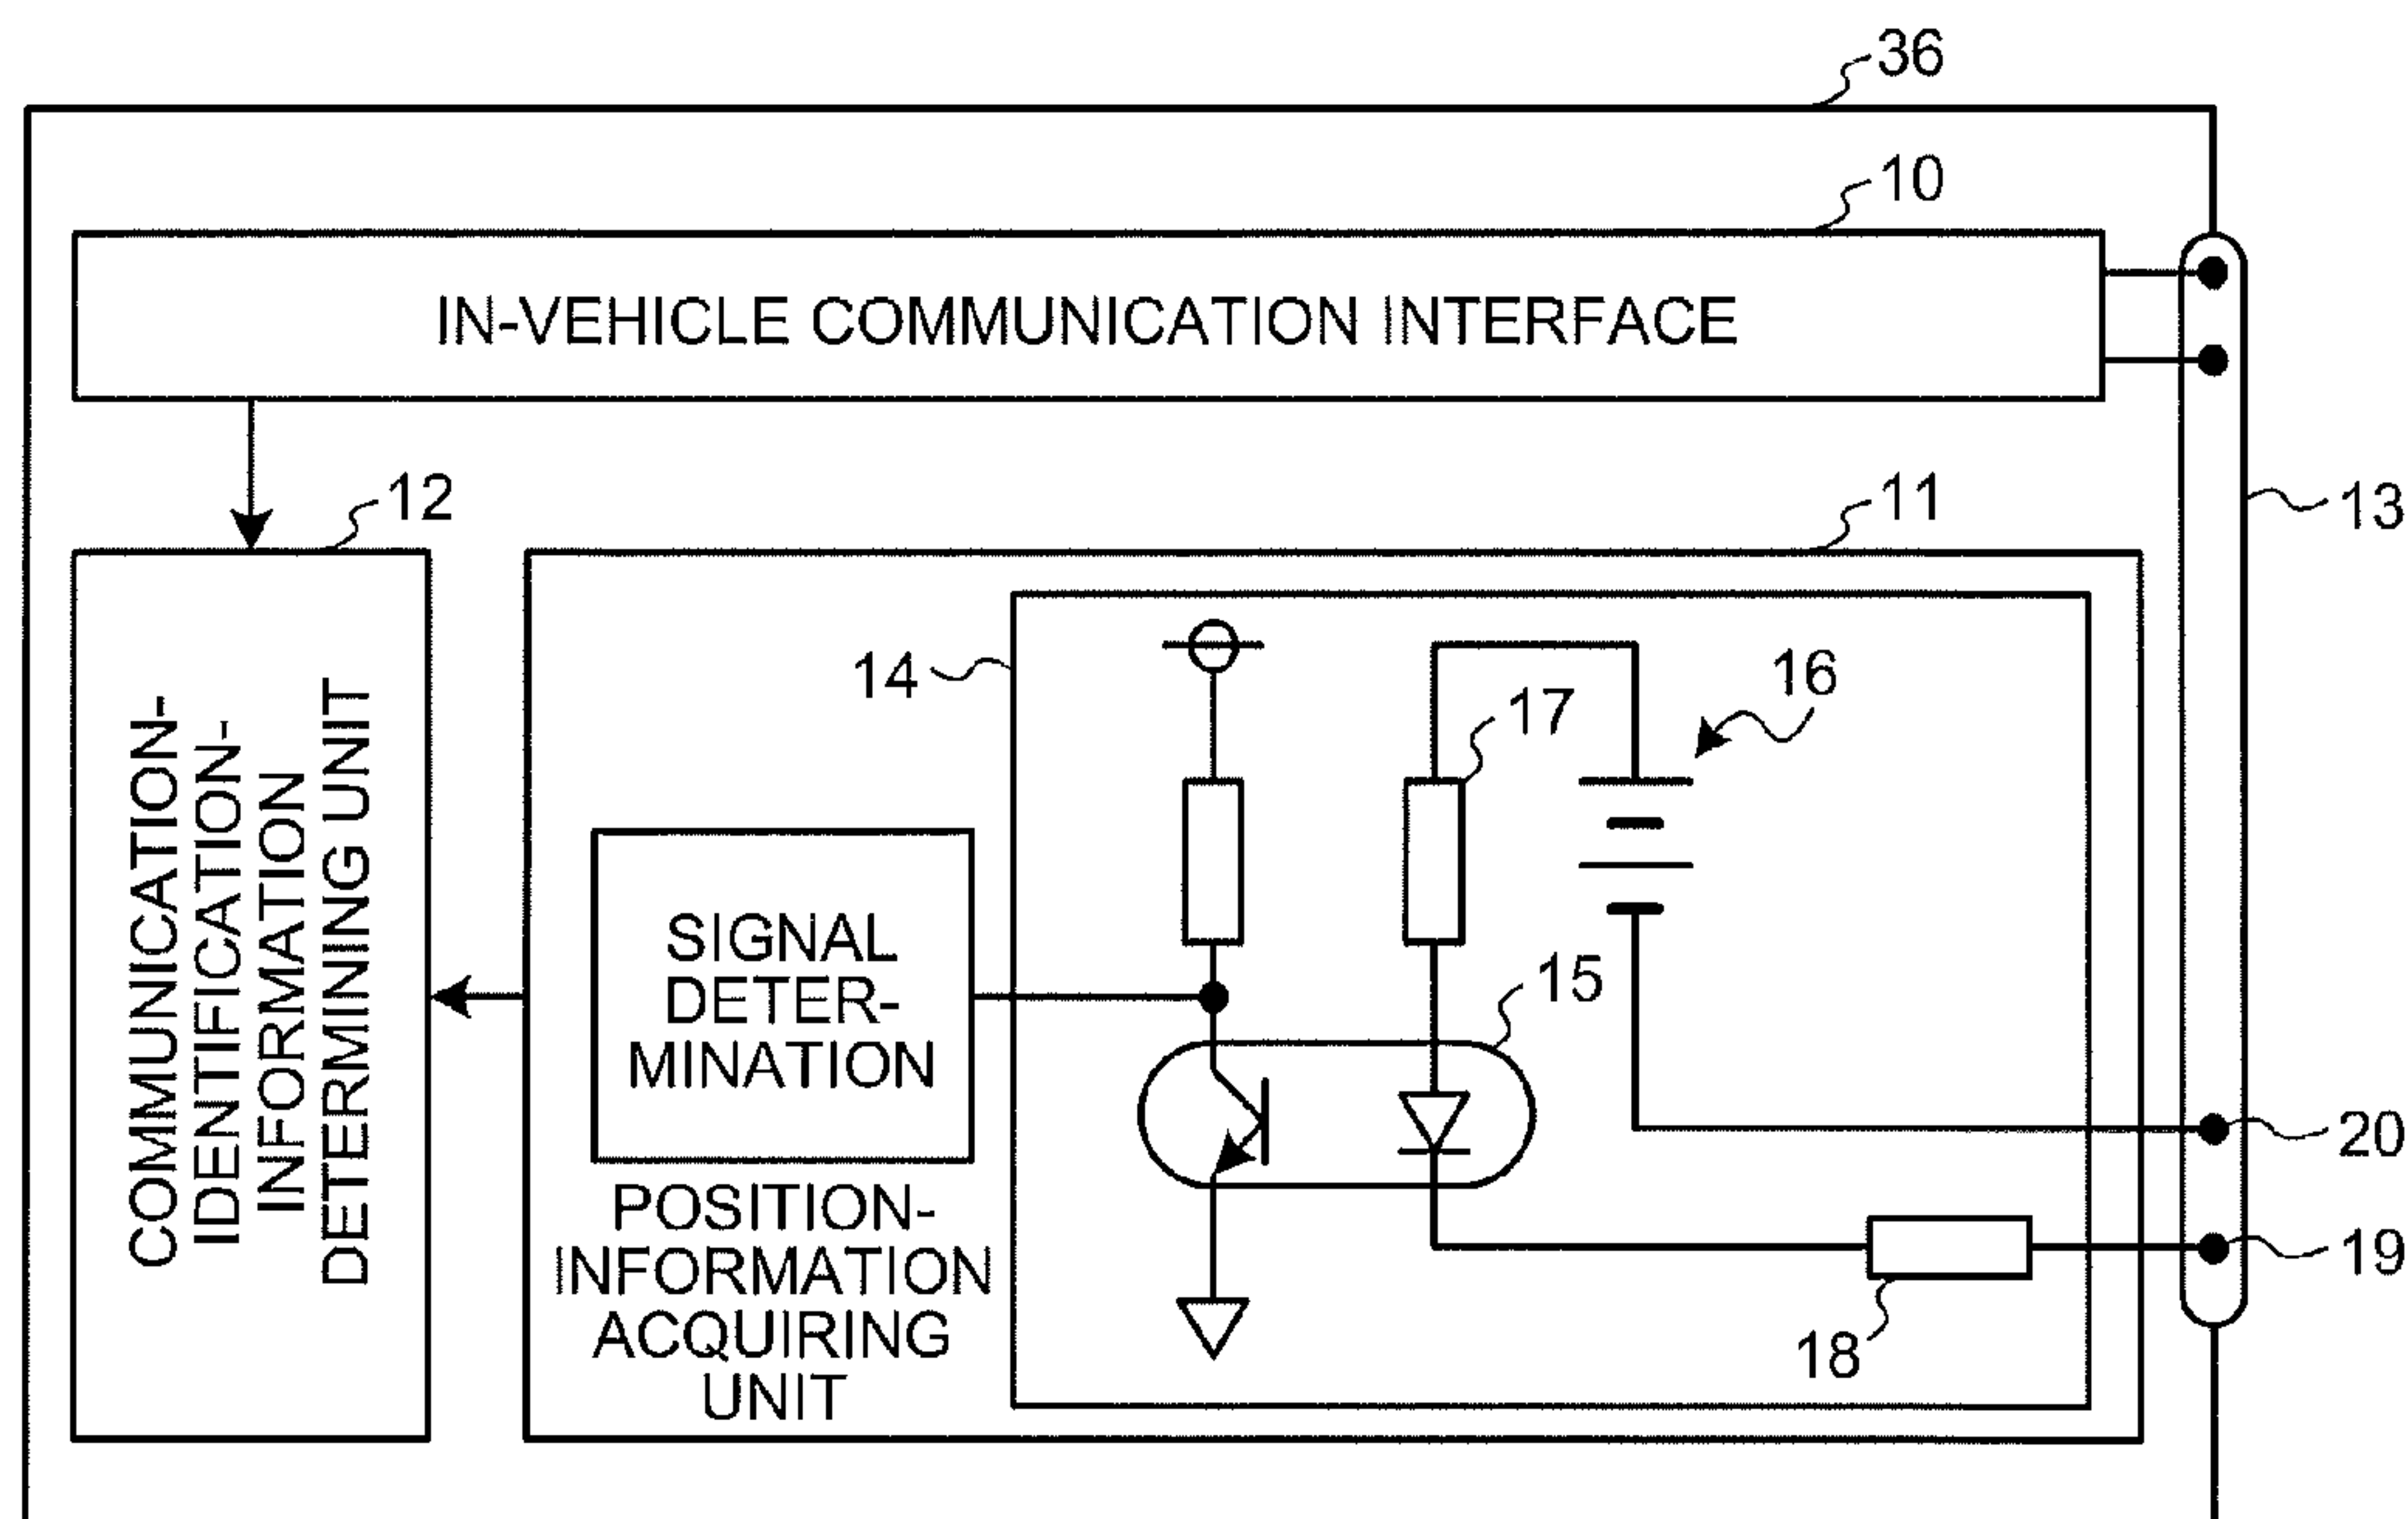 36
10
IN-VEHICLE COMMUNICATION INTERFACE
12
11
13
COMMUNICATION-
IDENTIFICATION-
INFORMATION
DETERMINING UNIT
14
17
16
SIGNAL
DETER-
MINATION
15
POSITION-
INFORMATION
ACQUIRING
UNIT
20
19
18